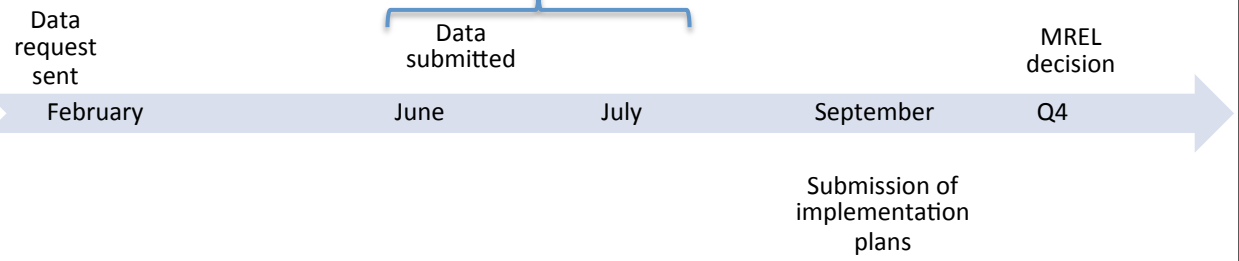 Data
request
sent
Data
submitted
MREL
decision
February
June
July
September
Q4
Submission of
implementation
plans